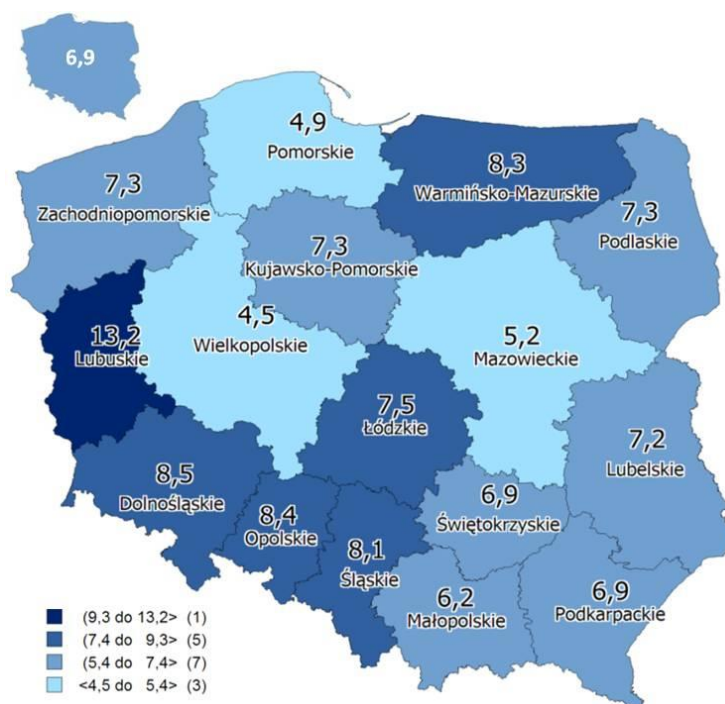 6,9
4,9
Pomorskie
8,3
Warmińsko-Mazurskie
7,3
Zachodniopomorskie
7,3
Podlaskie
7,3
Kujawsko-Pomorskie
4,5
Wielkopolskie
5,2
Mazowieckie
13,2
Lubuskie
7,5
Łódzkie
7,2
Lubelskie
8,5
Dolnośląskie
8,4
Opolskie
6,9
Świętokrzyskie
8,1
Śląskie
6,2
Małopolskie
6,9
Podkarpackie
(9,3 do 13,2> (1)
(7,4 do 9,3> (5)
(5,4 do 7,4> (7)
<4,5 do 5,4> (3)